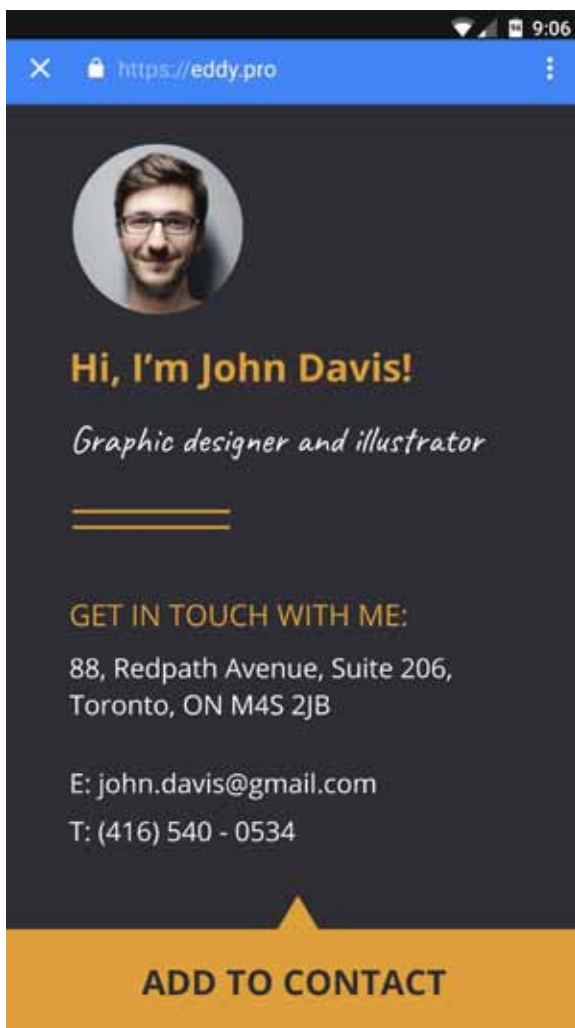 9:06
https://eddy.pro
Hi, I’m John Davis!
Graphic designer and illustrator
GET IN TOUCH WITH ME:
88, Redpath Avenue, Suite 206,
Toronto, ON M4S 2JB
E: john.davis@gmail.com
T: (416) 540 - 0534
ADD TO CONTACT